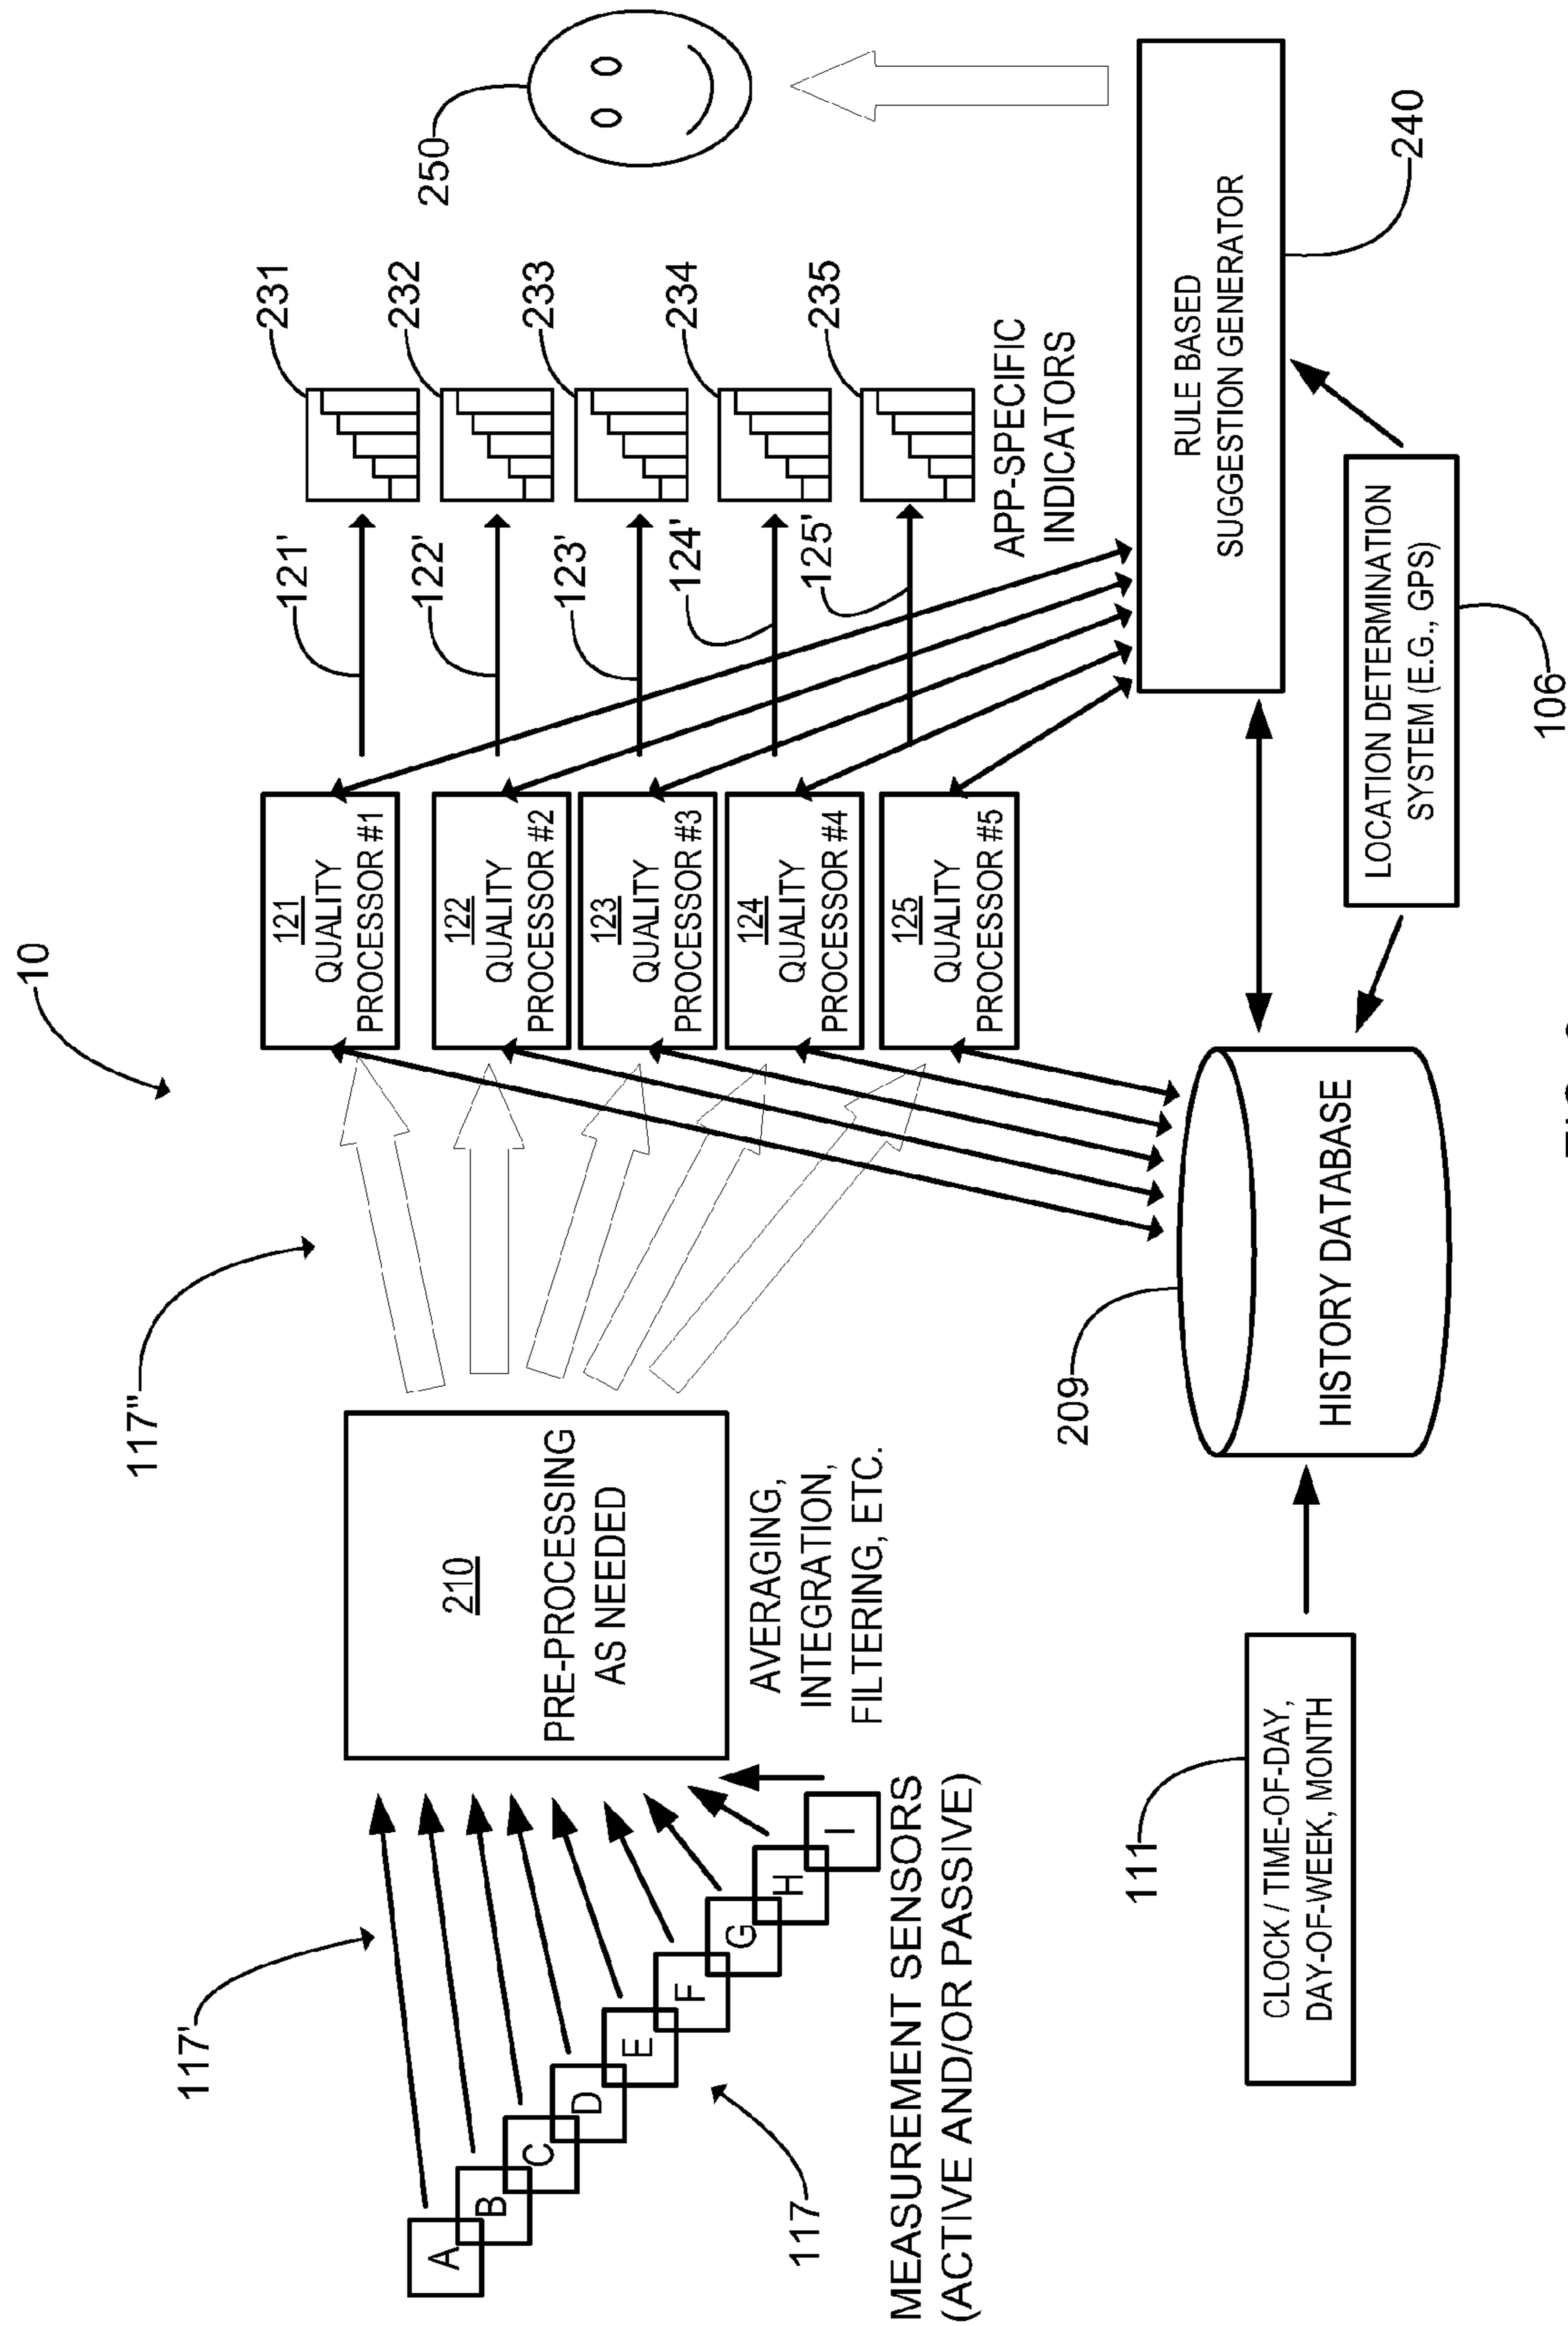 10
117'
117"
117
A
B
C
D
E
F
G
H
I
MEASUREMENT SENSORS
(ACTIVE AND/OR PASSIVE)
210
PRE-PROCESSING
AS NEEDED
AVERAGING,
INTEGRATION,
FILTERING, ETC.
121
QUALITY
PROCESSOR #1
122
QUALITY
PROCESSOR #2
123
QUALITY
PROCESSOR #3
124
QUALITY
PROCESSOR #4
125
QUALITY
PROCESSOR #5
121'
122'
123'
124'
125'
231
232
233
234
235
APP-SPECIFIC
INDICATORS
250
RULE BASED
SUGGESTION GENERATOR
240
209
HISTORY DATABASE
111
CLOCK / TIME-OF-DAY,
DAY-OF-WEEK, MONTH
LOCATION DETERMINATION
SYSTEM (E.G., GPS)
106